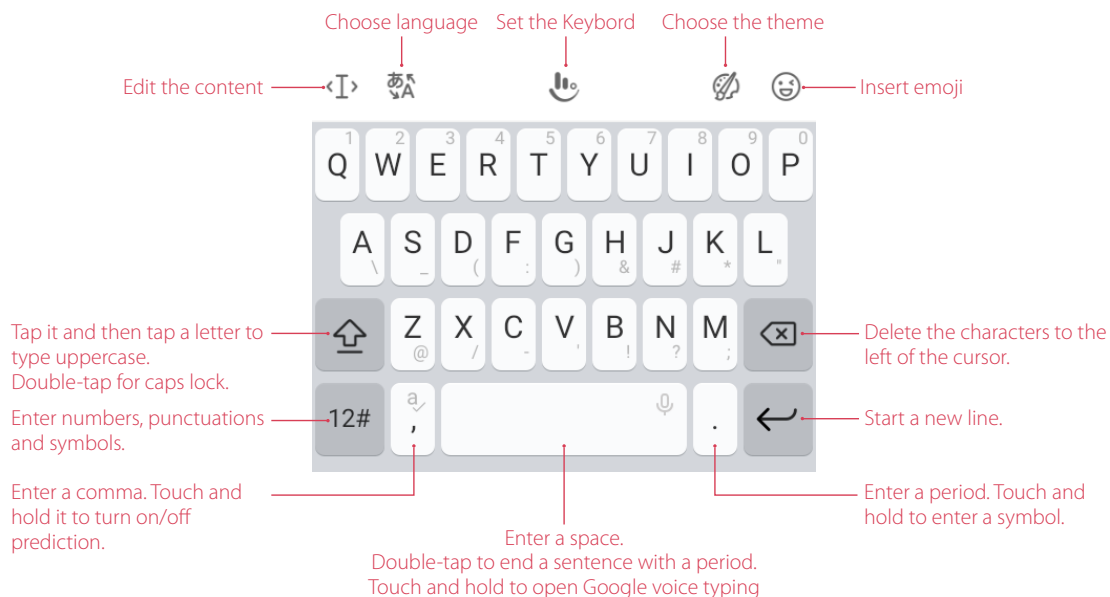 Choose language Set the Keybord Choose the theme
Edit the content
あ A
Insert emoji
1 2 3 4 5 6 7 8 9 0
Q W E R T Y U I O P
A S D F G H J K L
\ _ ( : ) & # * "
Tap it and then tap a letter to
type uppercase.
Double-tap for caps lock.
Z X C V B N M
@ / - ' ! ? ;
Delete the characters to the
left of the cursor.
Enter numbers, punctuations
and symbols.
12# a , .
Start a new line.
Enter a comma. Touch and
hold it to turn on/off
prediction.
Enter a space.
Double-tap to end a sentence with a period.
Touch and hold to open Google voice typing
Enter a period. Touch and
hold to enter a symbol.